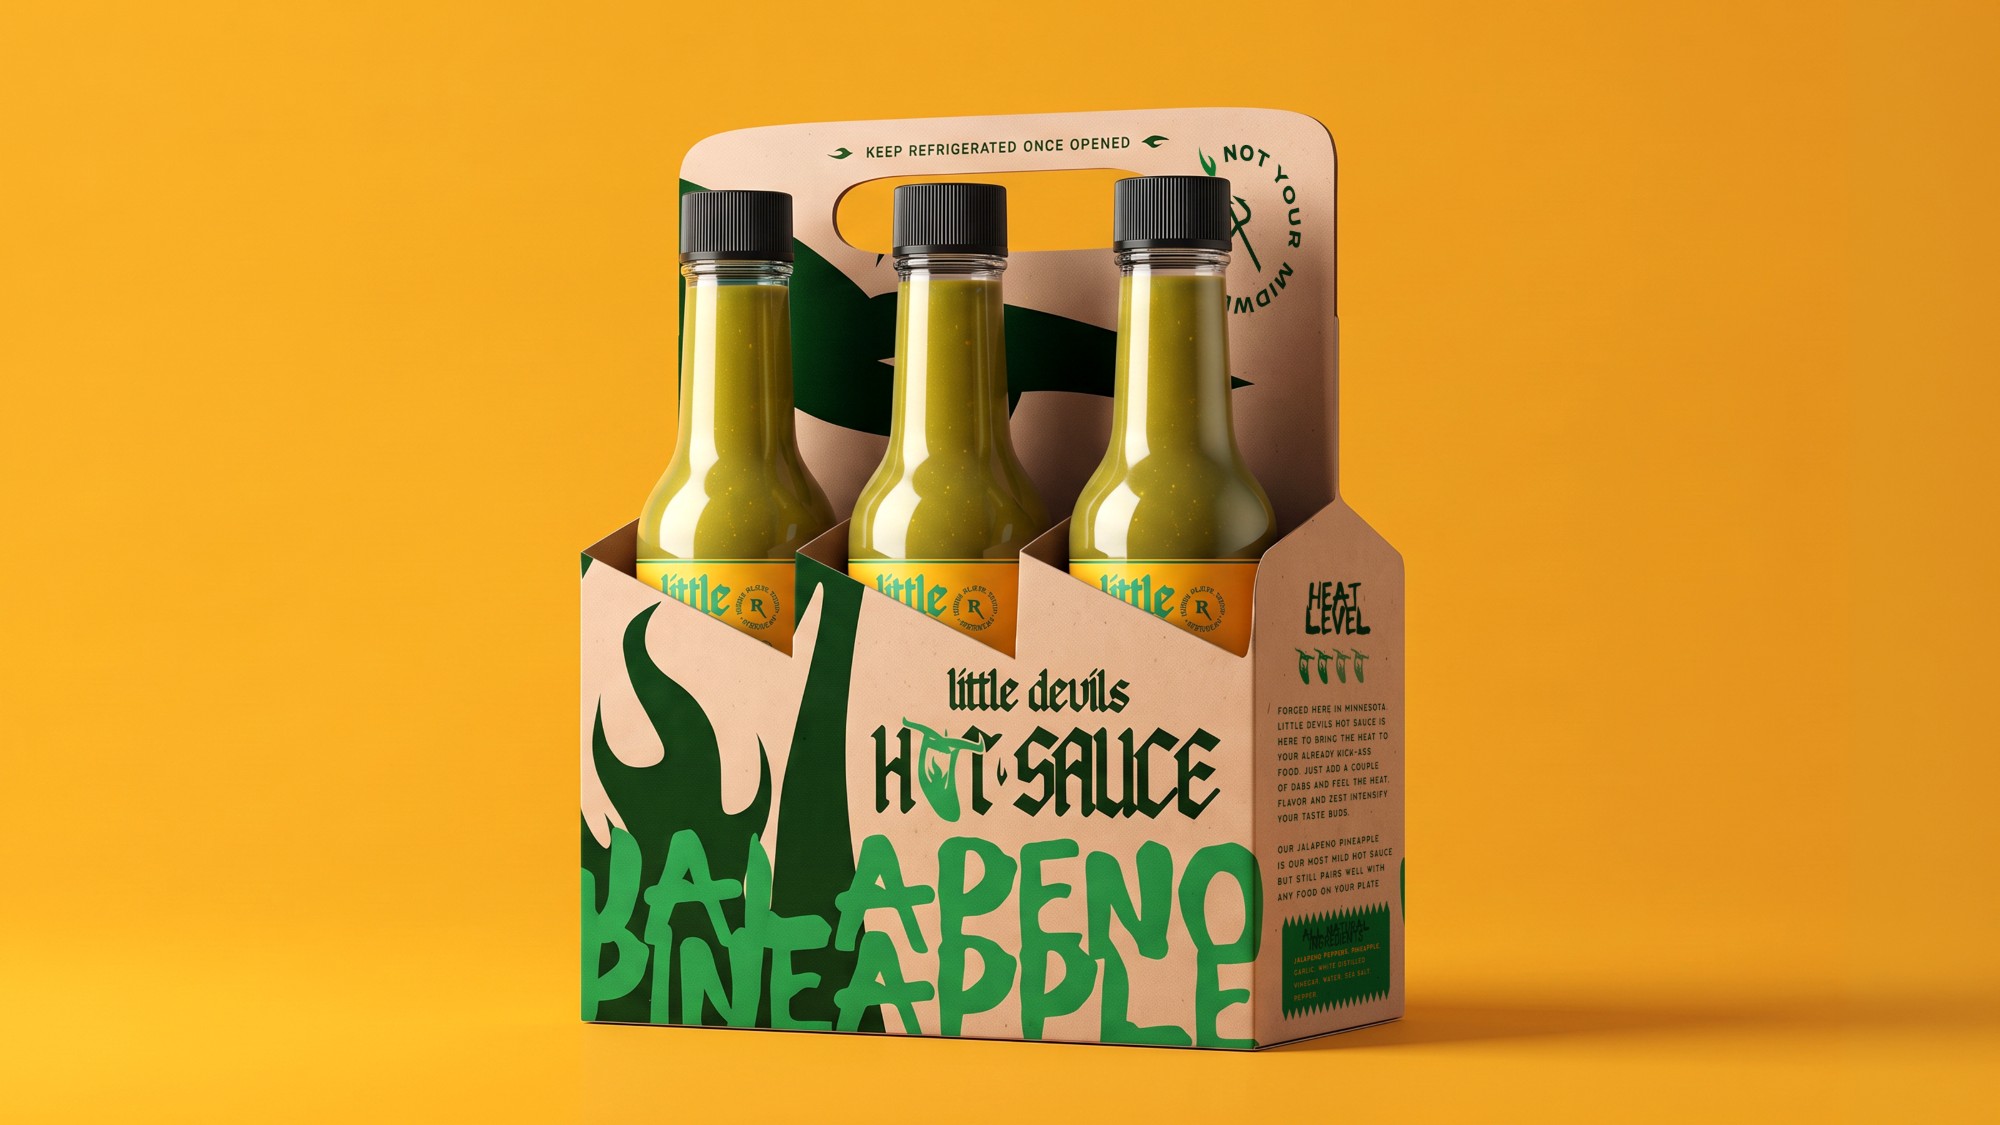 KEEP REFRIGERATED ONCE OPENED
NOT YOUR MIDW
little
R
little
R
little
R
little devils
HOT SAUCE
JALAPENO
PINEAPPLE
HEAT
LEVEL
FORGED HERE IN MINNESOTA.
LITTLE DEVILS HOT SAUCE IS
HERE TO BRING THE HEAT TO
YOUR ALREADY KICK-ASS
FOOD. JUST ADD A COUPLE
OF DABS AND FEEL THE HEAT,
FLAVOR AND ZEST INTENSIFY
YOUR TASTE BUDS.
OUR JALAPENO PINEAPPLE
IS OUR MOST MILD HOT SAUCE
BUT STILL PAIRS WELL WITH
ANY FOOD ON YOUR PLATE
ALL NATURAL
INGREDIENTS
JALAPENO PEPPERS, PINEAPPLE,
GARLIC, WHITE DISTILLED
VINEGAR, WATER, SEA SALT
PEPPER.